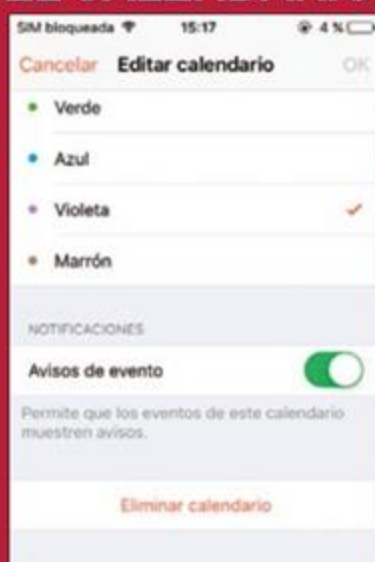 SIM bloqueada 15:17 4 %
Cancelar Editar calendario OK
Verde
Azul
Violeta
Marrón
NOTIFICACIONES
Avisos de evento
Permite que los eventos de este calendario
muestren avisos.
Eliminar calendario